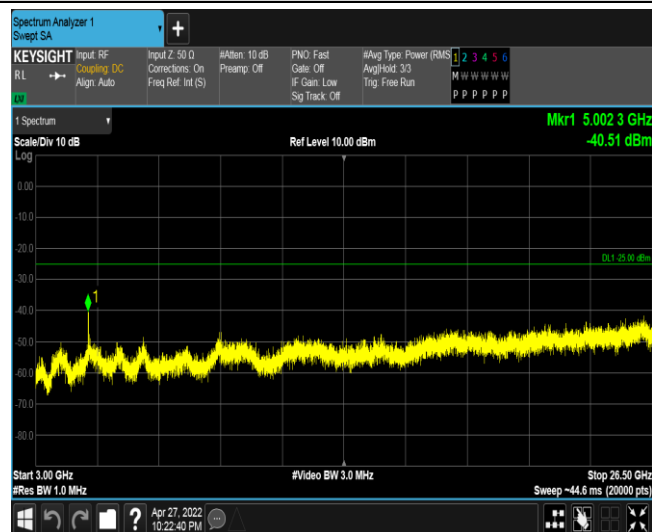 Spectrum Analyzer 1
Swept SA
+
KEYSIGHT Input: RF Input Z: 50 Ω #Atten: 10 dB PNO: Fast #Avg Type: Power (RMS 1 2 3 4 5 6
RL Coupling: DC Corrections: On Preamp: Off Gate: Off Avg|Hold: 3/3 M W W W W W
Align: Auto Freq Ref: Int (S) IF Gain: Low Trig: Free Run
Sig Track: Off P P P P P P
1 Spectrum Mkr1 5.002 3 GHz
Scale/Div 10 dB Ref Level 10.00 dBm -40.51 dBm
Log
0.00
-10.0
-20.0
DL1 -25.00 dBm
-30.0
1
-40.0
-50.0
-60.0
-70.0
-80.0
Start 3.00 GHz #Video BW 3.0 MHz Stop 26.50 GHz
#Res BW 1.0 MHz Sweep ~44.6 ms (20000 pts)
? Apr 27, 2022
10:22:40 PM